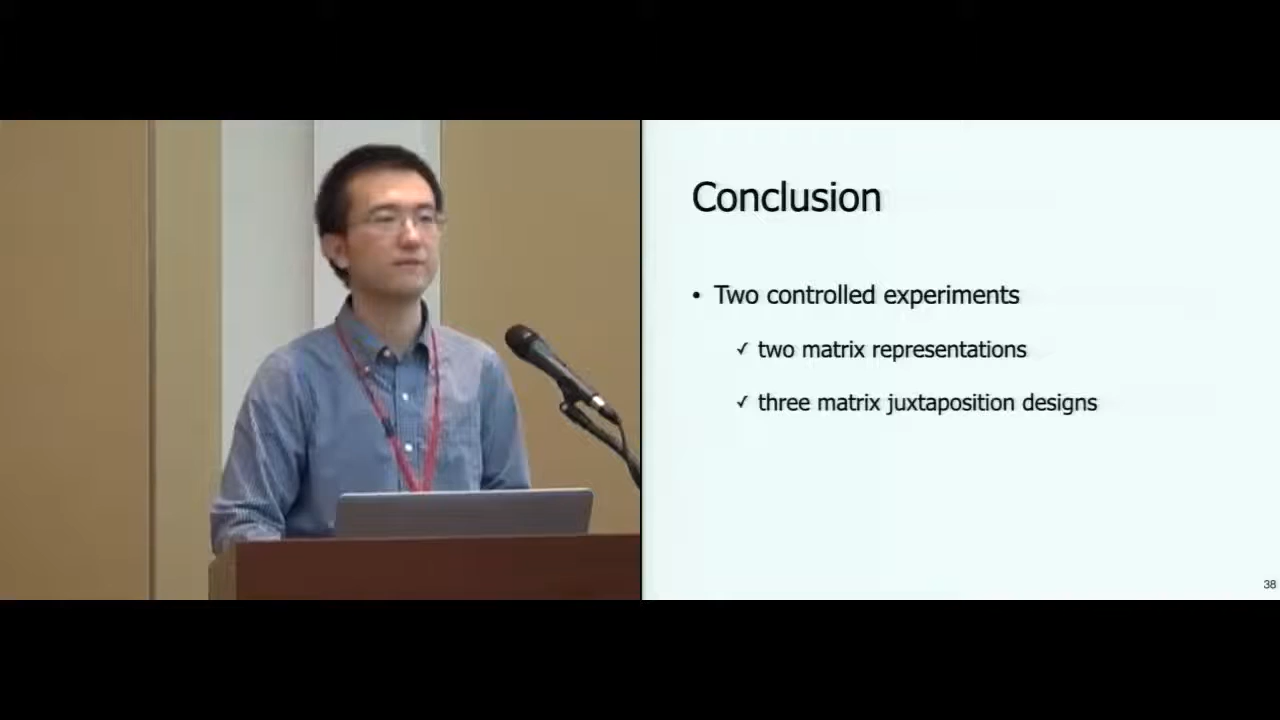 Conclusion
• Two controlled experiments
✓ two matrix representations
✓ three matrix juxtaposition designs
38